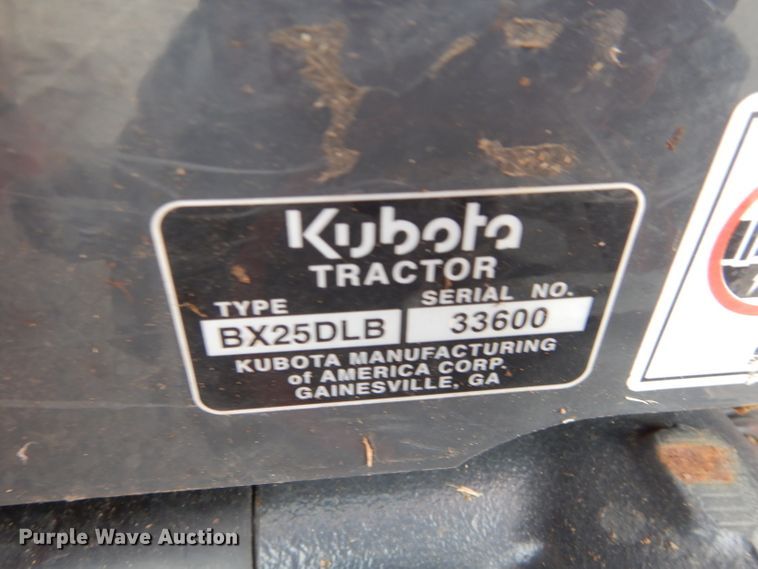 Kubota
TRACTOR
TYPE SERIAL NO.
BX25DLB 33600
KUBOTA MANUFACTURING
of AMERICA CORP.
GAINESVILLE, GA
Purple Wave Auction